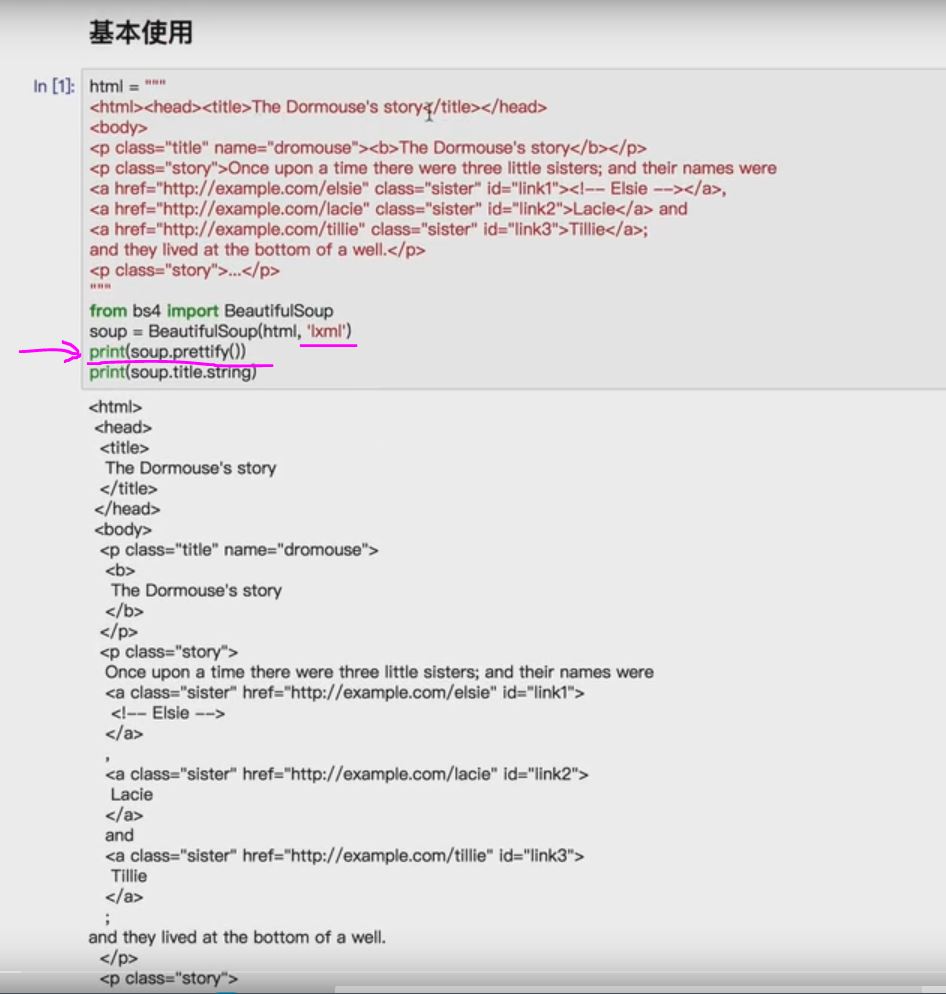 基本使用
In [1]: html = """
<html><head><title>The Dormouse's story</title></head>
<body>
<p class="title" name="dromouse"><b>The Dormouse's story</b></p>
<p class="story">Once upon a time there were three little sisters; and their names were
<a href="http://example.com/elsie" class="sister" id="link1"><!-- Elsie --></a>,
<a href="http://example.com/lacie" class="sister" id="link2">Lacie</a> and
<a href="http://example.com/tillie" class="sister" id="link3">Tillie</a>;
and they lived at the bottom of a well.</p>
<p class="story">...</p>
"""
from bs4 import BeautifulSoup
soup = BeautifulSoup(html, 'lxml')
print(soup.prettify())
print(soup.title.string)
<html>
<head>
<title>
The Dormouse's story
</title>
</head>
<body>
<p class="title" name="dromouse">
<b>
The Dormouse's story
</b>
</p>
<p class="story">
Once upon a time there were three little sisters; and their names were
<a class="sister" href="http://example.com/elsie" id="link1">
<!-- Elsie -->
</a>
,
<a class="sister" href="http://example.com/lacie" id="link2">
Lacie
</a>
and
<a class="sister" href="http://example.com/tillie" id="link3">
Tillie
</a>
;
and they lived at the bottom of a well.
</p>
<p class="story">